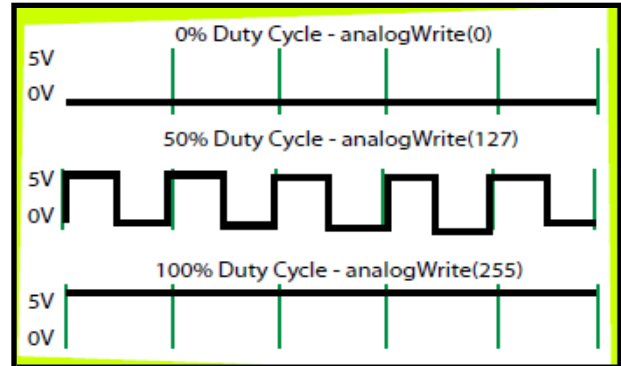 0% Duty Cycle - analogWrite(0)
5V
0V
50% Duty Cycle - analogWrite(127)
5V
0V
100% Duty Cycle - analogWrite(255)
5V
0V